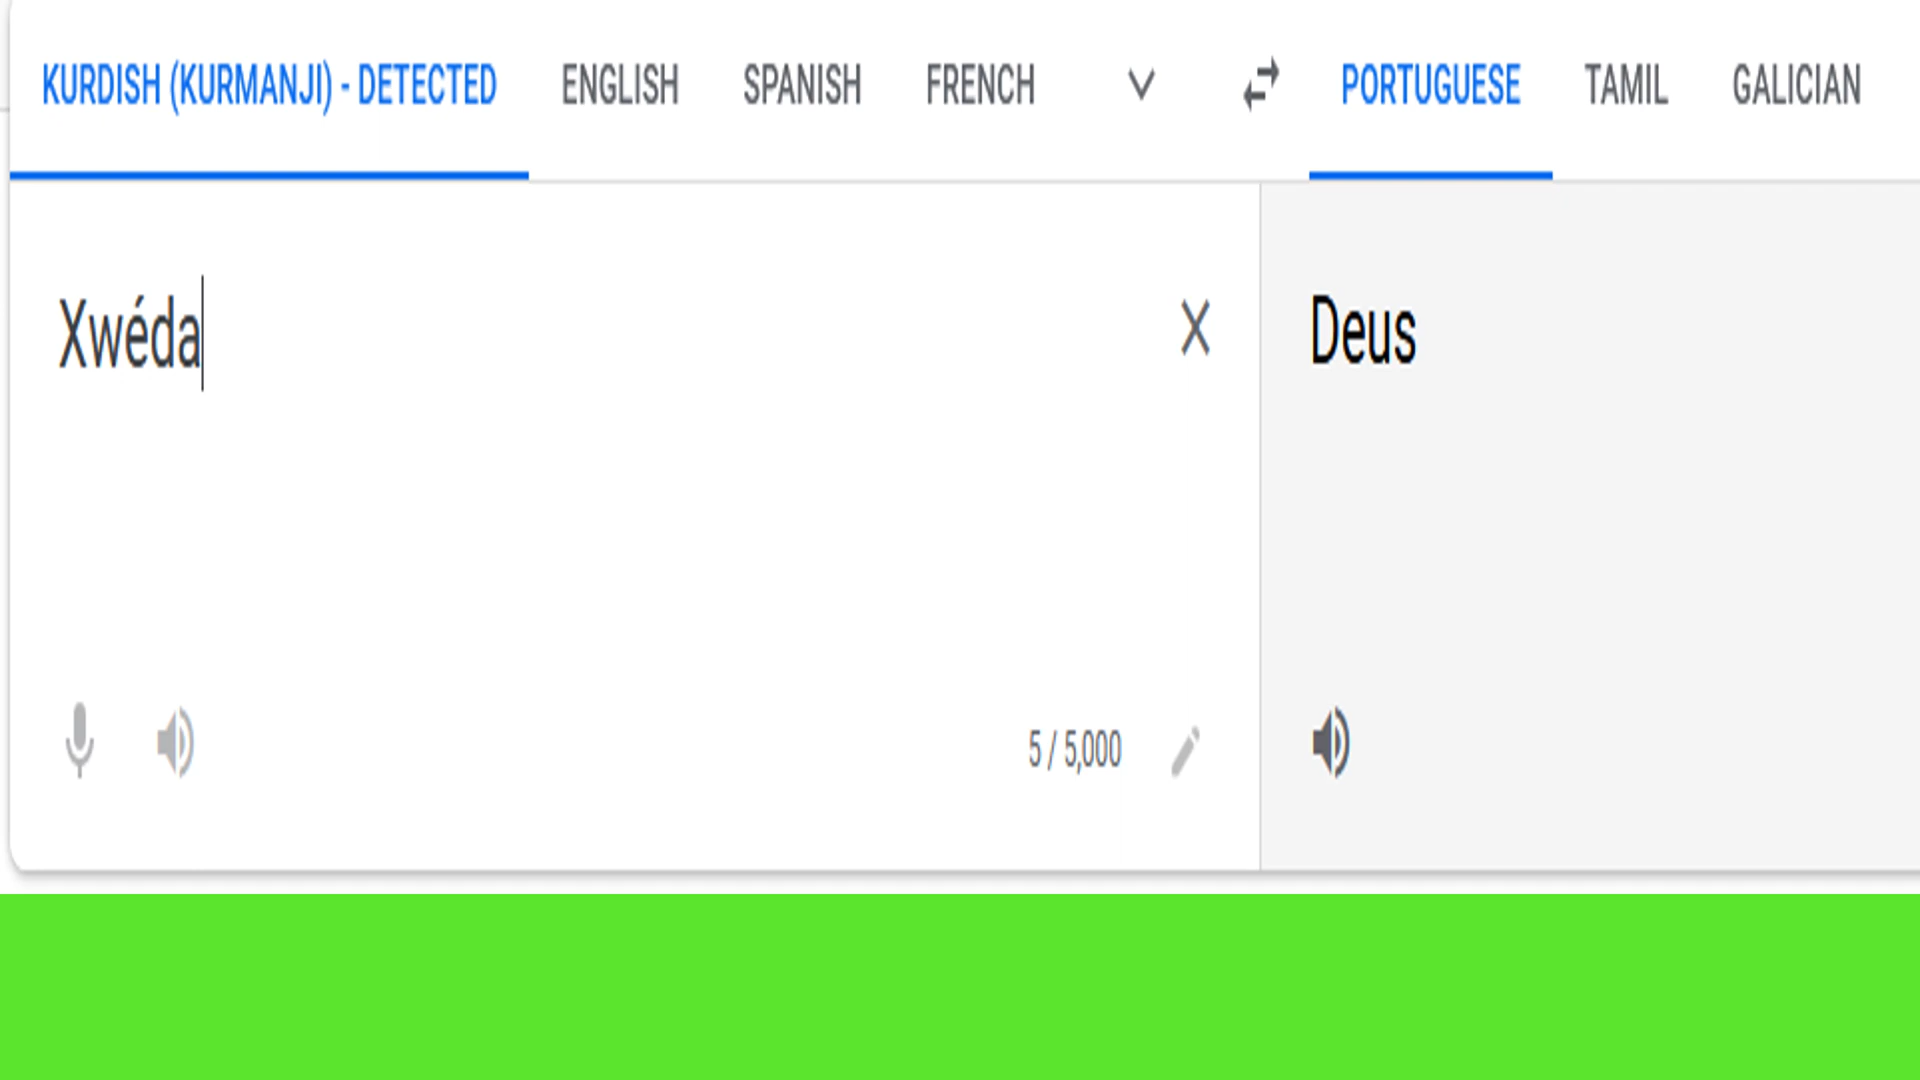 KURDISH (KURMANJI) - DETECTED ENGLISH SPANISH FRENCH PORTUGUESE TAMIL GALICIAN
Xwéda
Deus
5 / 5,000